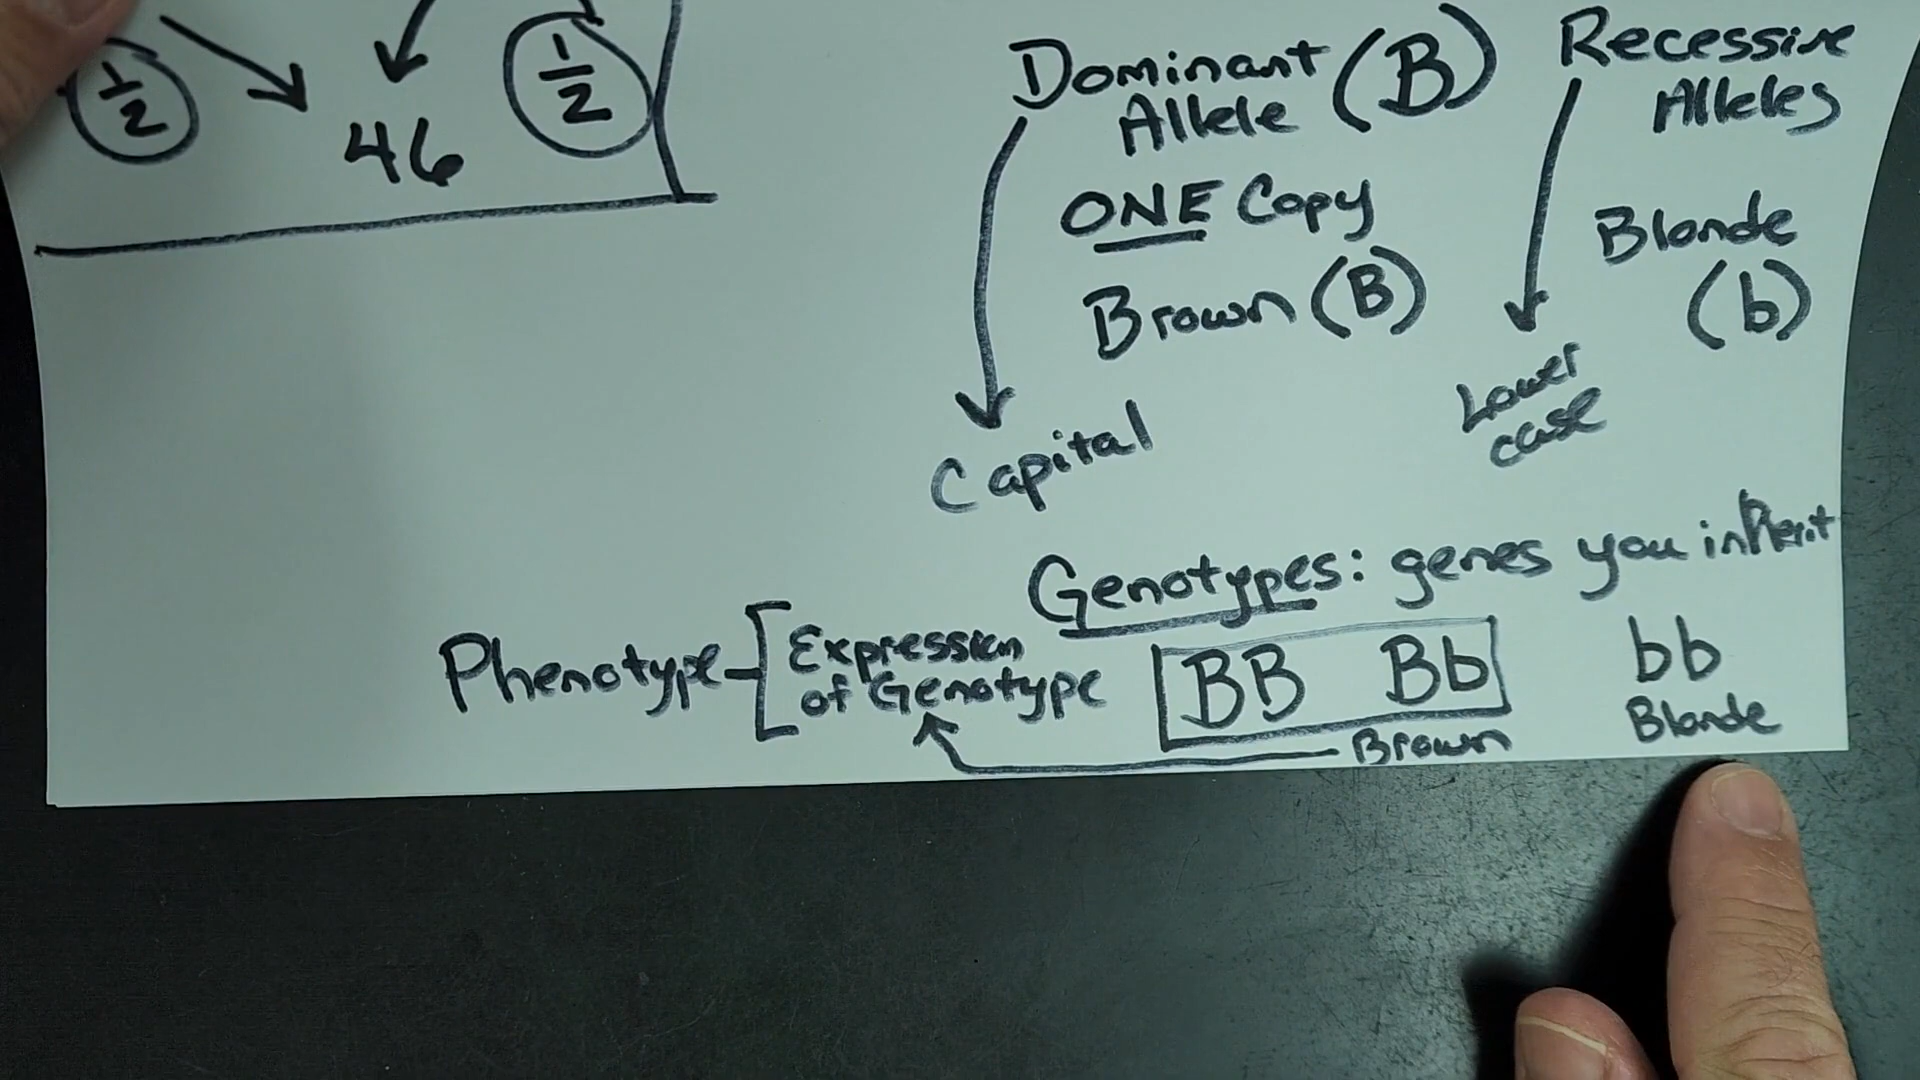 1/2
46
1/2
Dominant
Allele (B)
ONE Copy
Brown (B)
Capital
Recessive
Alleles
Blonde
(b)
Lower
case
Genotypes: genes you inherit
Phenotype
Expression
of Genotype
BB Bb
Brown
bb
Blonde